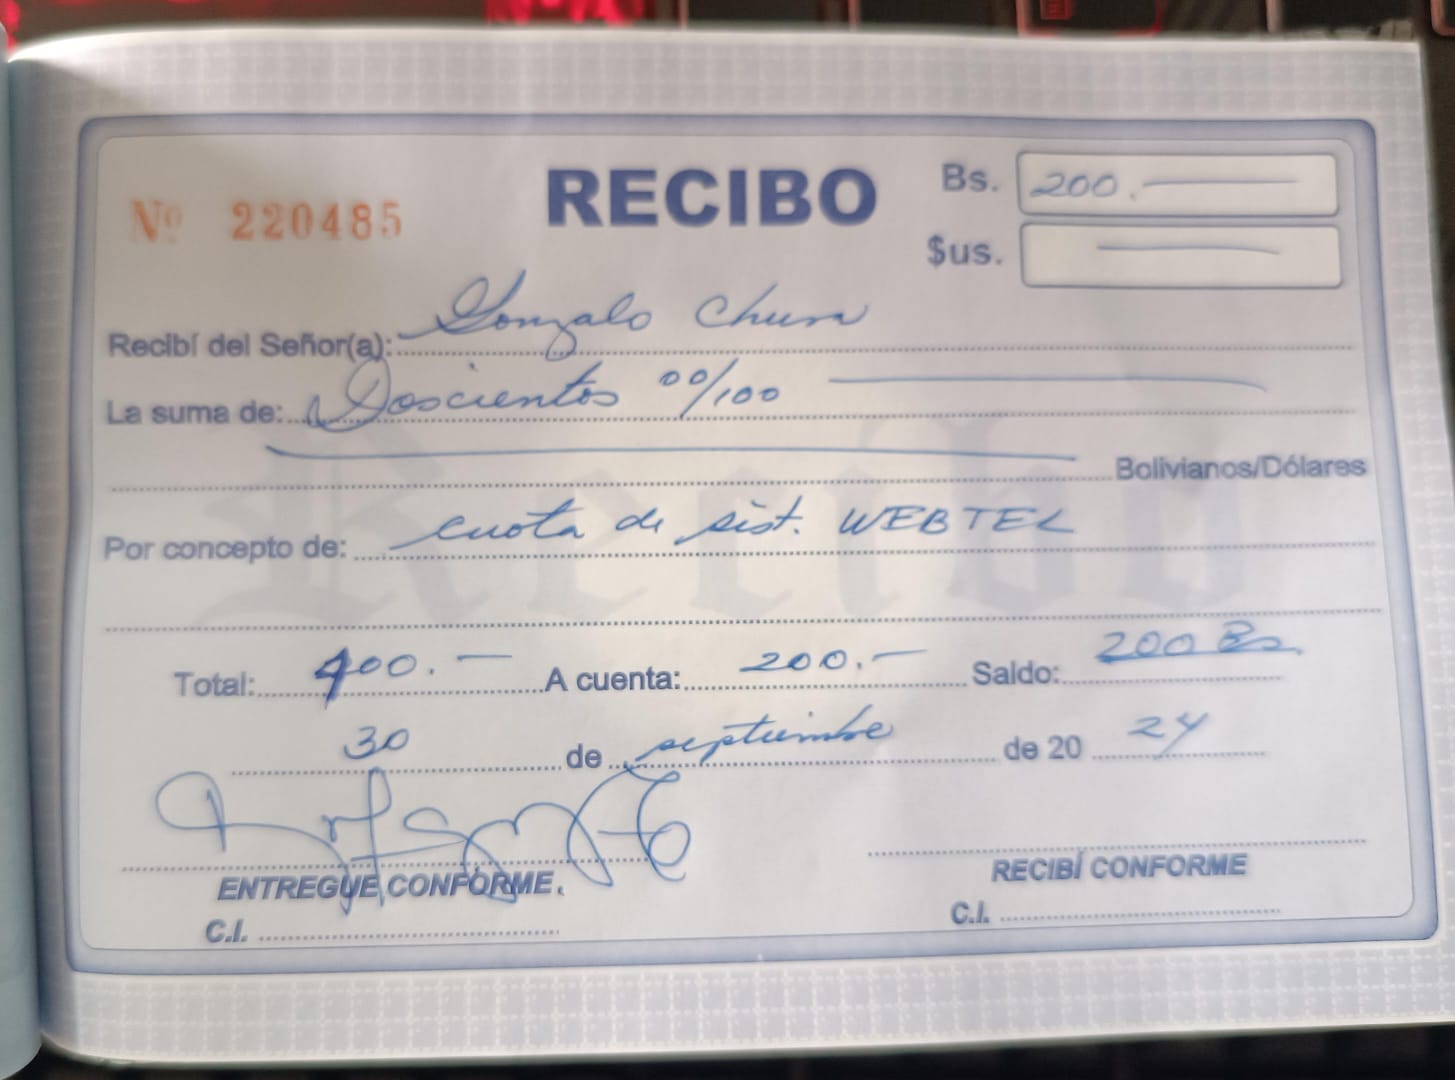 RECIBO
Nº 220485
Bs. 200.-
$us. -
Recibí del Señor(a): Gonzalo Chura
La suma de: Doscientos 00/100
Bolivianos/Dólares
Por concepto de: cuota de sist. WEBTEL
Recibo
Total: 400.- A cuenta: 200.- Saldo: 200 Bs.
30 de septiembre de 20 24
ENTREGUE CONFORME.
RECIBÍ CONFORME
C.I.
C.I.